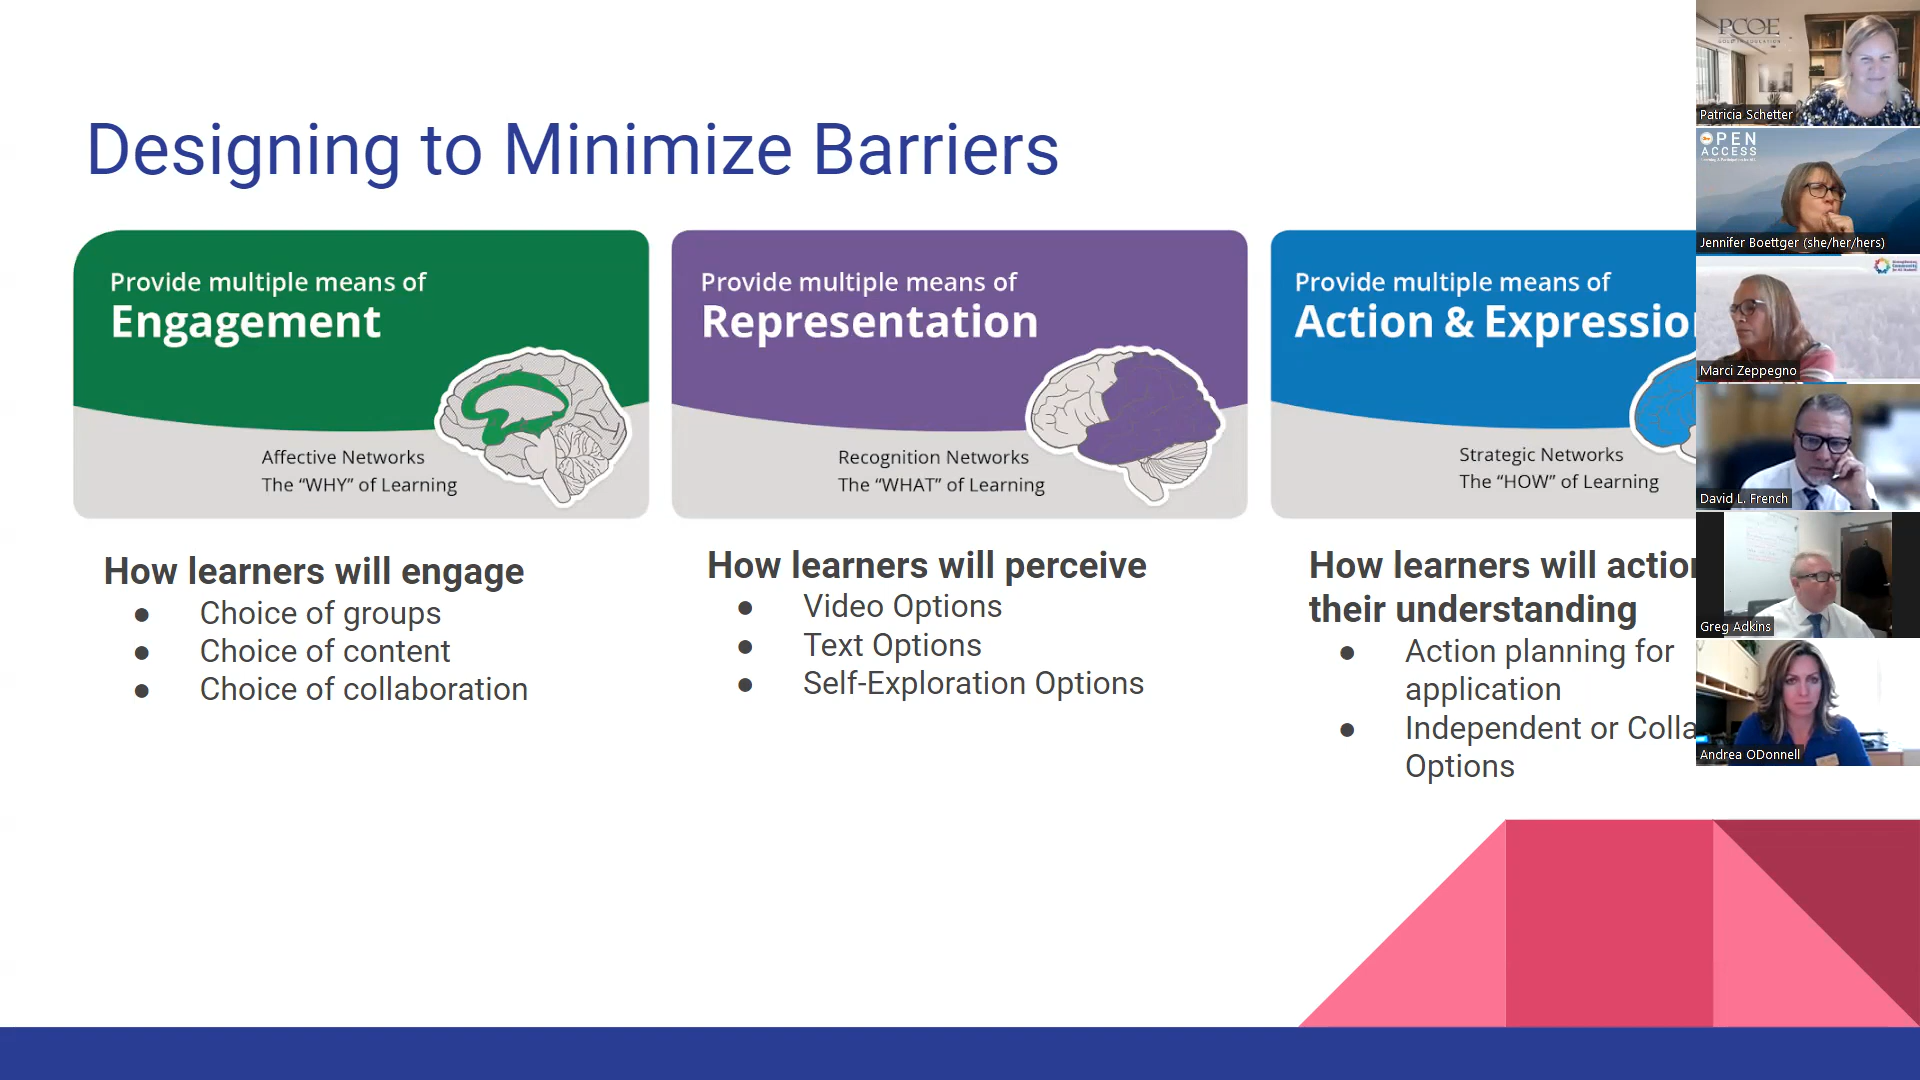 Designing to Minimize Barriers
Provide multiple means of
Engagement
Affective Networks
The “WHY” of Learning
Provide multiple means of
Representation
Recognition Networks
The “WHAT” of Learning
Provide multiple means of
Action & Expressio
Strategic Networks
The “HOW” of Learning
How learners will engage
● Choice of groups
● Choice of content
● Choice of collaboration
How learners will perceive
● Video Options
● Text Options
● Self-Exploration Options
How learners will action
their understanding
● Action planning for
application
● Independent or Colla
Options
PCOE
GOLD IN EDUCATION
Patricia Schetter
OPEN
ACCESS
Jennifer Boettger (she/her/hers)
Marci Zeppegno
David L. French
Greg Adkins
Andrea ODonnell